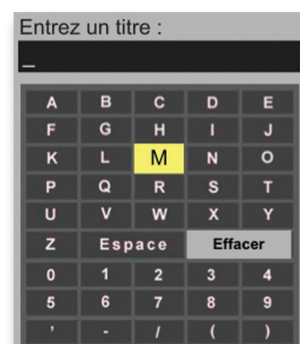 Entrez un titre :
_
A B C D E
F G H I J
K L M N O
P Q R S T
U V W X Y
Z Espace Effacer
0 1 2 3 4
5 6 7 8 9
' - / ( )